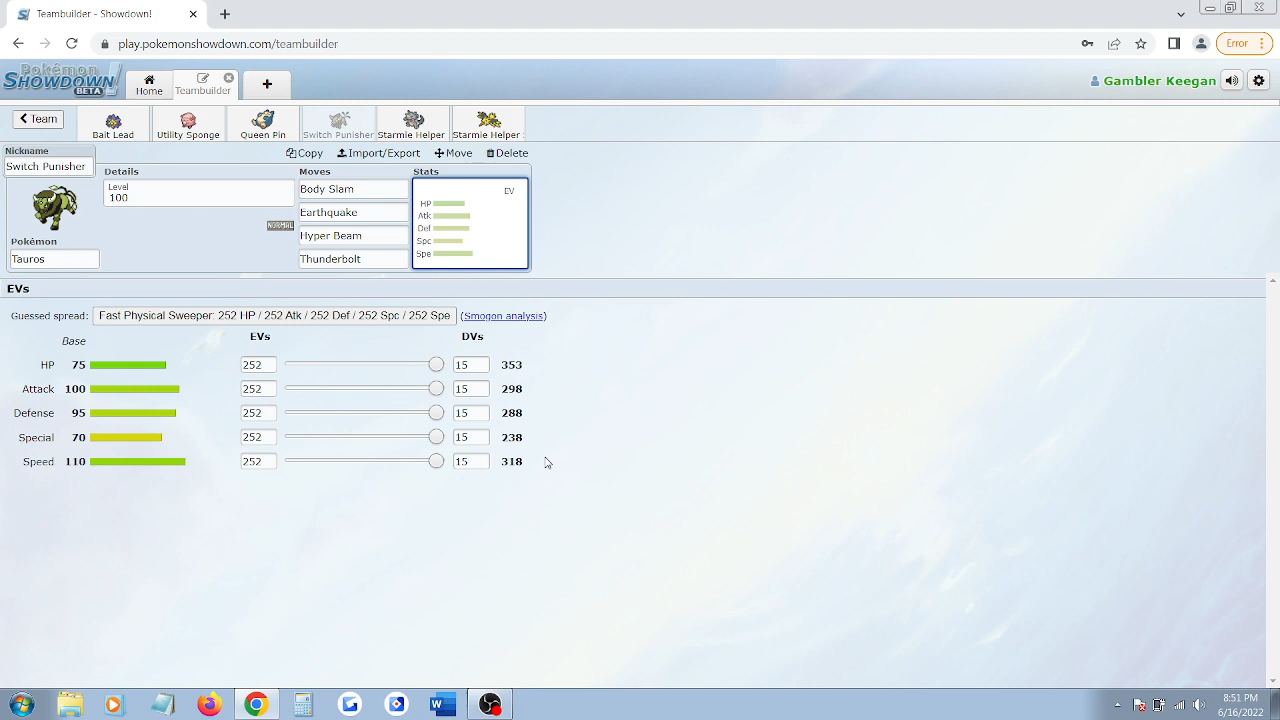 Teambuilder - Showdown!
play.pokemonshowdown.com/teambuilder
Error
Pokémon
SHOWDOWN
BETA
Home
Teambuilder
Gambler Keegan
Team
Bait Lead
Utility Sponge
Queen Pin
Switch Punisher
Starmie Helper
Starmie Helper
Nickname
Switch Punisher
Copy
Import/Export
Move
Delete
Details
Level
100
NORMAL
Pokémon
Tauros
Moves
Body Slam
Earthquake
Hyper Beam
Thunderbolt
Stats
EV
HP
Atk
Def
Spc
Spe
EVs
Guessed spread: Fast Physical Sweeper: 252 HP / 252 Atk / 252 Def / 252 Spc / 252 Spe (Smogon analysis)
Base EVs DVs
HP 75 252 15 353
Attack 100 252 15 298
Defense 95 252 15 288
Special 70 252 15 238
Speed 110 252 15 318
8:51 PM
6/16/2022